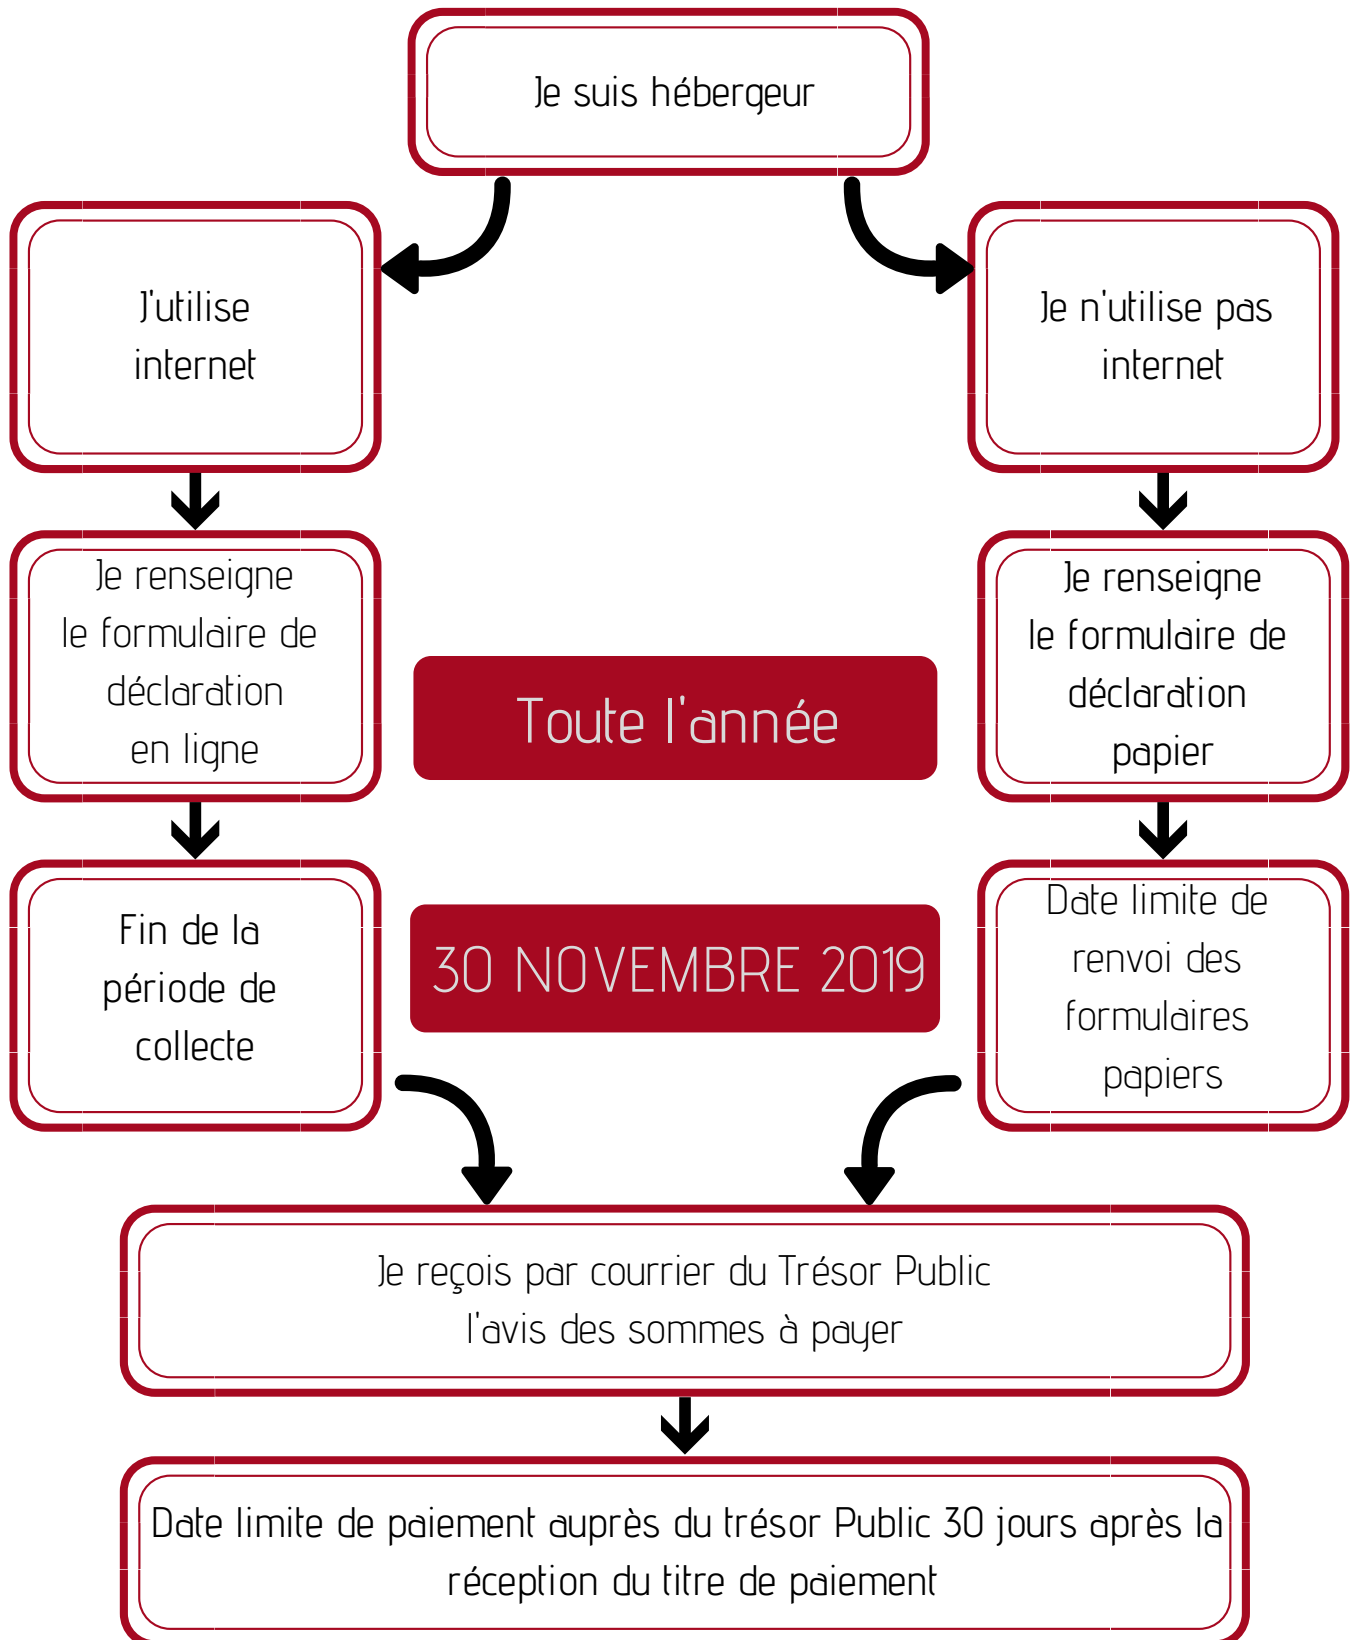 Je suis hébergeur
J'utilise
internet
Je n'utilise pas
internet
Je renseigne
le formulaire de
déclaration
en ligne
Toute l'année
Je renseigne
le formulaire de
déclaration
papier
Fin de la
période de
collecte
30 NOVEMBRE 2019
Date limite de
renvoi des
formulaires
papiers
Je reçois par courrier du Trésor Public
l'avis des sommes à payer
Date limite de paiement auprès du trésor Public 30 jours après la
réception du titre de paiement